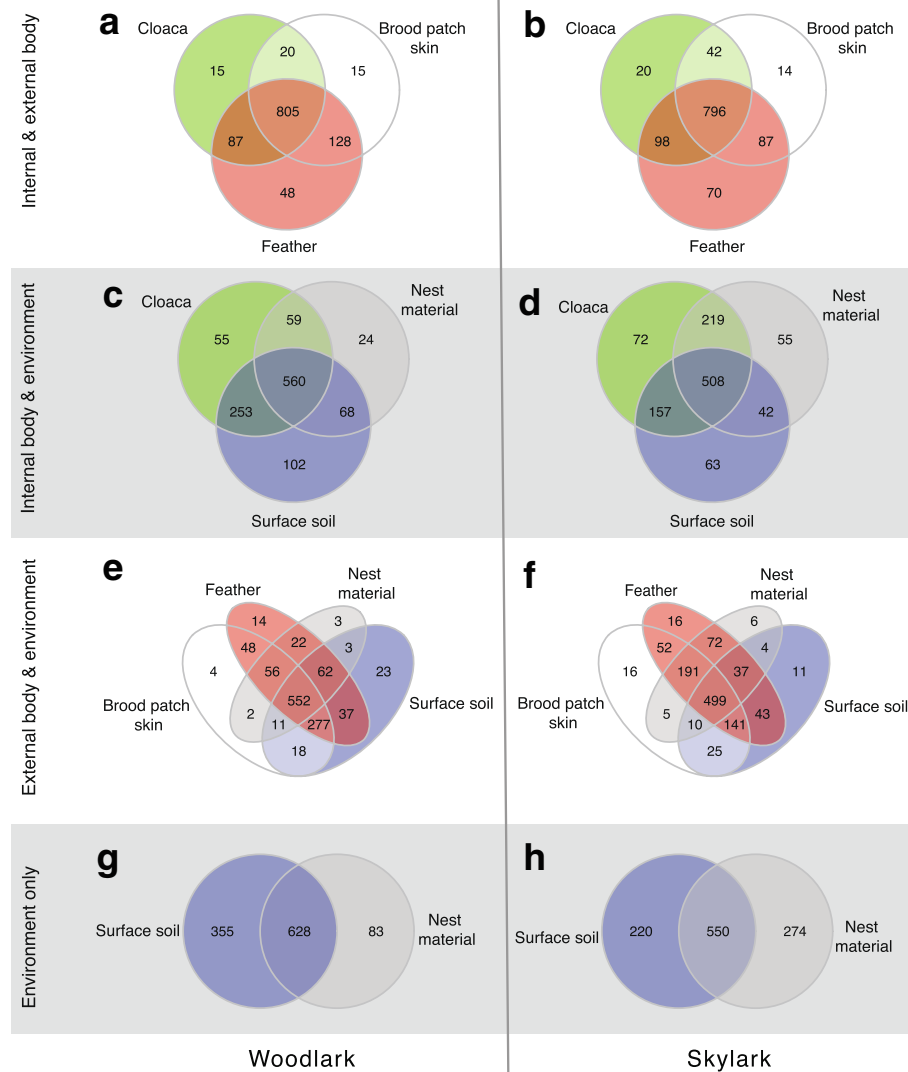 Internal & external body
a
Cloaca
Brood patch
skin
15
20
15
805
87
128
48
Feather
b
Cloaca
Brood patch
skin
20
42
14
796
98
87
70
Feather
Internal body & environment
c
Cloaca
Nest
material
55
59
24
560
253
68
102
Surface soil
d
Cloaca
Nest
material
72
219
55
508
157
42
63
Surface soil
External body & environment
e
Feather
Nest
material
Brood patch
skin
Surface soil
14
3
48
22
3
4
56
62
23
552
2
11
277
37
18
f
Feather
Nest
material
Brood patch
skin
Surface soil
16
6
52
72
4
16
191
37
11
499
5
10
141
43
25
Environment only
g
Surface soil
355
628
83
Nest
material
h
Surface soil
220
550
274
Nest
material
Woodlark
Skylark